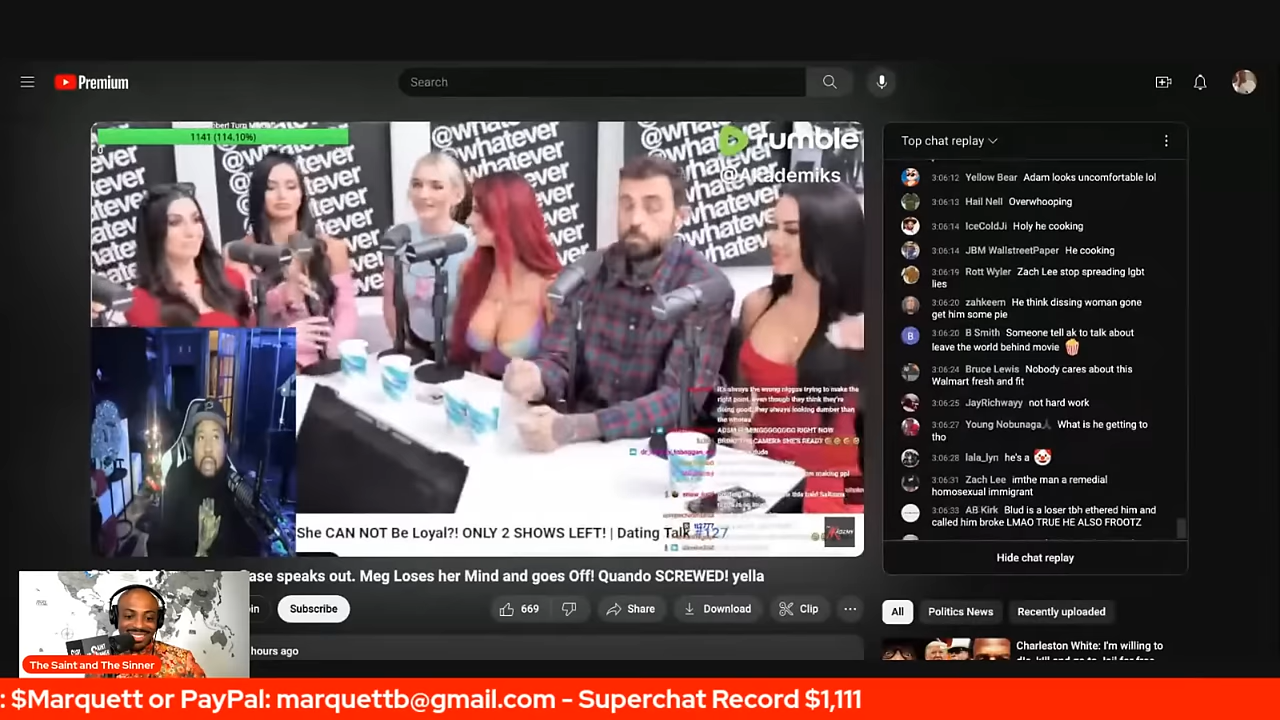 Premium
Search
1141 (114.10%)
@whatever
rumble
@Akademiks
Top chat replay
3:06:12 Yellow Bear Adam looks uncomfortable lol
3:06:13 Hail Nell Overwhooping
3:06:14 IceColdJi Holy he cooking
3:06:14 JBM WallstreetPaper He cooking
3:06:19 Rott Wyler Zach Lee stop spreading lgbt
lies
3:06:20 zahkeem He think dissing woman gone
get him some pie
3:06:20 B Smith Someone tell ak to talk about
leave the world behind movie 🍿
3:06:24 Bruce Lewis Nobody cares about this
Walmart fresh and fit
3:06:25 JayRichwayy not hard work
3:06:27 Young Nobunaga What is he getting to
tho
3:06:28 lala_lyn he's a 🤡
3:06:31 Zach Lee imthe man a remedial
homosexual immigrant
3:06:33 AB Kirk Blud is a loser tbh ethered him and
called him broke LMAO TRUE HE ALSO FROOTZ
Hide chat replay
She CAN NOT Be Loyal?! ONLY 2 SHOWS LEFT! | Dating Talk #127
Case speaks out. Meg Loses her Mind and goes Off! Quando SCREWED! yella
Subscribe
669
Share
Download
Clip
hours ago
All
Politics News
Recently uploaded
Charleston White: I'm willing to
The Saint and The Sinner
: $Marquett or PayPal: marquettb@gmail.com - Superchat Record $1,111